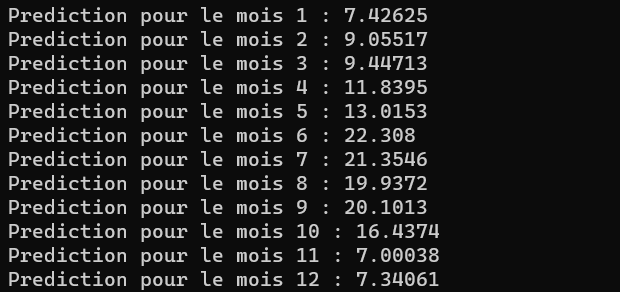 Prediction pour le mois 1 : 7.42625
Prediction pour le mois 2 : 9.05517
Prediction pour le mois 3 : 9.44713
Prediction pour le mois 4 : 11.8395
Prediction pour le mois 5 : 13.0153
Prediction pour le mois 6 : 22.308
Prediction pour le mois 7 : 21.3546
Prediction pour le mois 8 : 19.9372
Prediction pour le mois 9 : 20.1013
Prediction pour le mois 10 : 16.4374
Prediction pour le mois 11 : 7.00038
Prediction pour le mois 12 : 7.34061